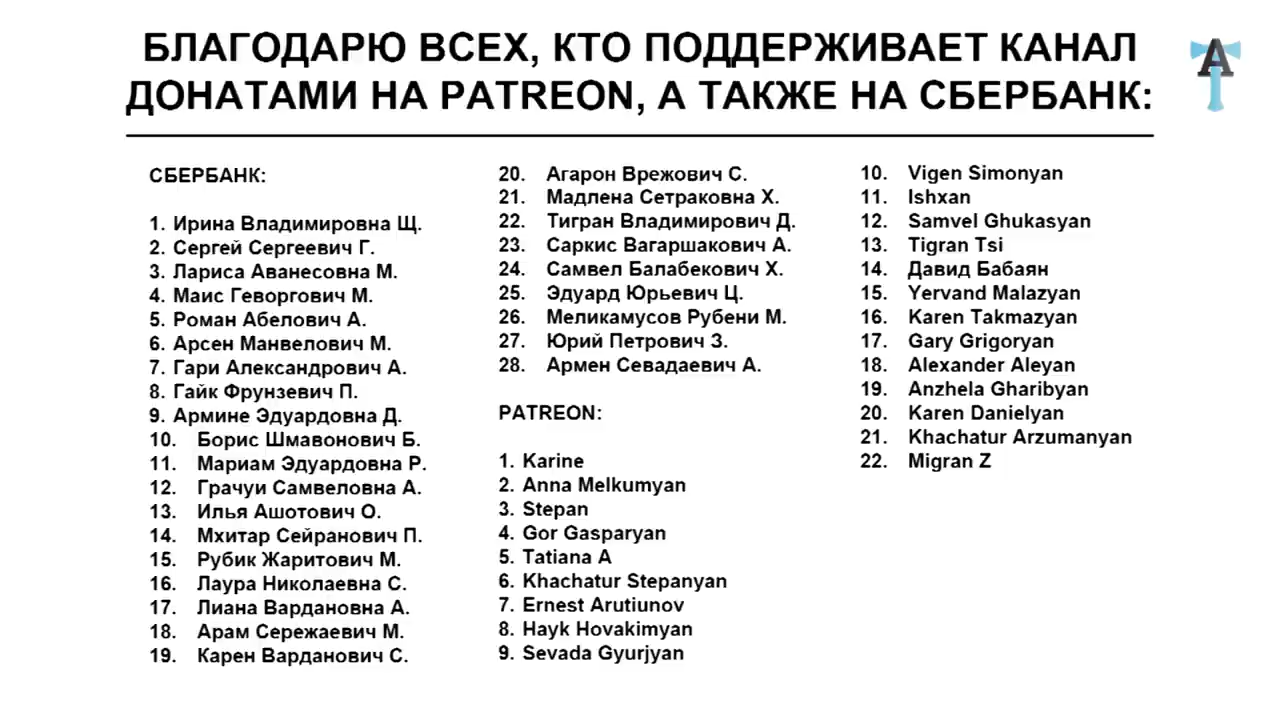 БЛАГОДАРЮ ВСЕХ, КТО ПОДДЕРЖИВАЕТ КАНАЛ
ДОНАТАМИ НА PATREON, А ТАКЖЕ НА СБЕРБАНК:
СБЕРБАНК:
1. Ирина Владимировна Щ.
2. Сергей Сергеевич Г.
3. Лариса Аванесовна М.
4. Маис Геворгович М.
5. Роман Абелович А.
6. Арсен Манвелович М.
7. Гари Александрович А.
8. Гайк Фрунзевич П.
9. Армине Эдуардовна Д.
10. Борис Шмавонович Б.
11. Мариам Эдуардовна Р.
12. Грачуи Самвеловна А.
13. Илья Ашотович О.
14. Мхитар Сейранович П.
15. Рубик Жаритович М.
16. Лаура Николаевна С.
17. Лиана Вардановна А.
18. Арам Сережаевич М.
19. Карен Варданович С.
20. Агарон Врежович С.
21. Мадлена Сетраковна Х.
22. Тигран Владимирович Д.
23. Саркис Вагаршакович А.
24. Самвел Балабекович Х.
25. Эдуард Юрьевич Ц.
26. Меликамусов Рубени М.
27. Юрий Петрович З.
28. Армен Севадаевич А.
PATREON:
1. Karine
2. Anna Melkumyan
3. Stepan
4. Gor Gasparyan
5. Tatiana A
6. Khachatur Stepanyan
7. Ernest Arutiunov
8. Hayk Hovakimyan
9. Sevada Gyurjyan
10. Vigen Simonyan
11. Ishxan
12. Samvel Ghukasyan
13. Tigran Tsi
14. Давид Бабаян
15. Yervand Malazyan
16. Karen Takmazyan
17. Gary Grigoryan
18. Alexander Aleyan
19. Anzhela Gharibyan
20. Karen Danielyan
21. Khachatur Arzumanyan
22. Migran Z